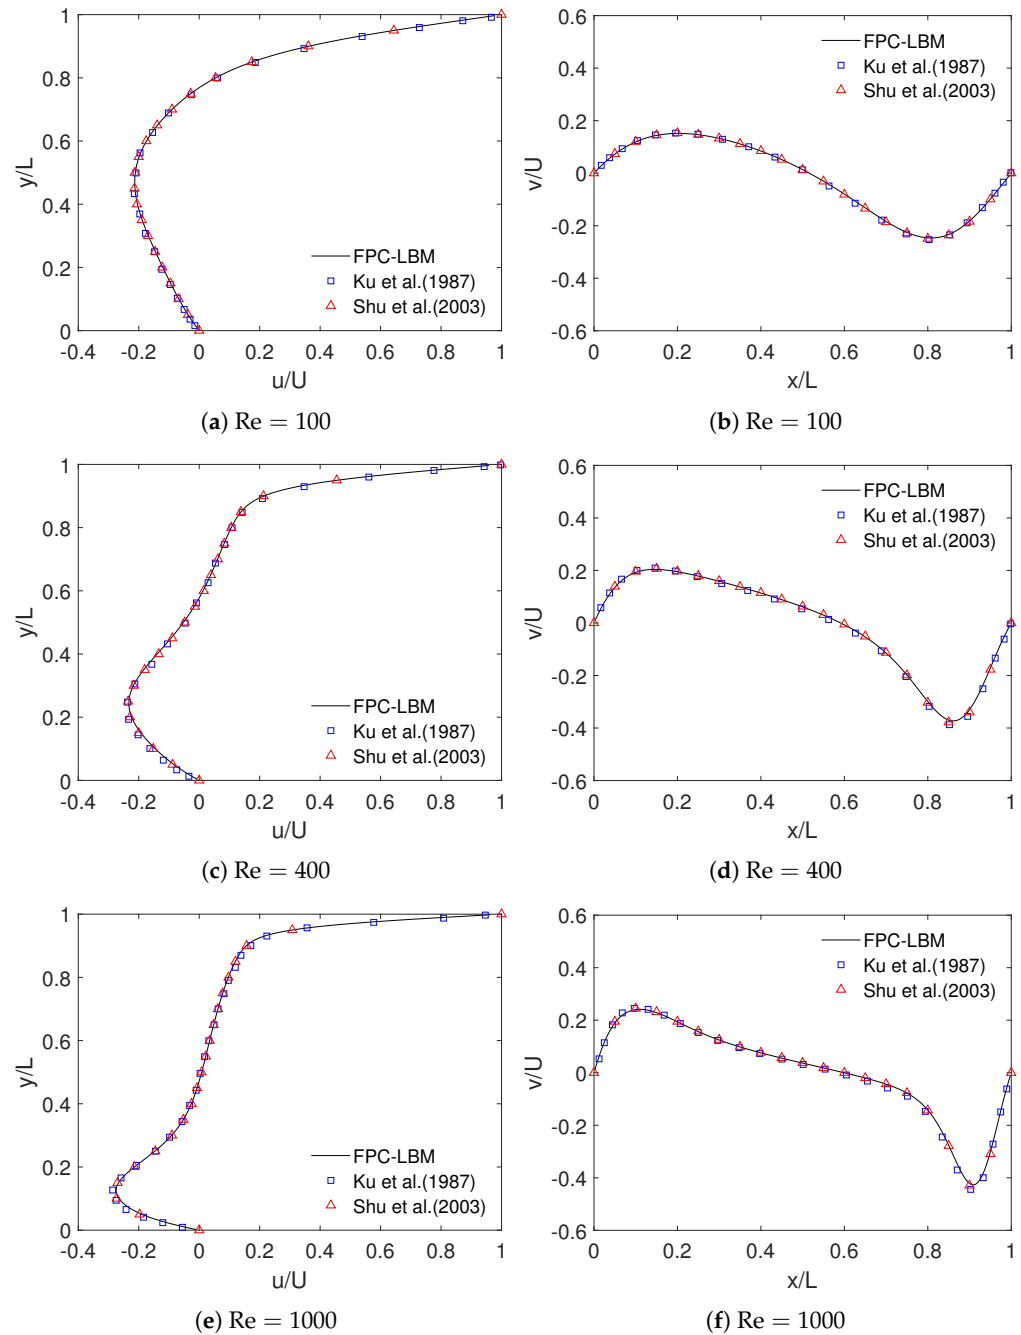 1
0.8
0.6
0.4
0.2
0
y/L
-0.4 -0.2 0 0.2 0.4 0.6 0.8 1
u/U
FPC-LBM
Ku et al.(1987)
Shu et al.(2003)
(a) Re = 100
0.6
0.4
0.2
0
-0.2
-0.4
-0.6
v/U
0 0.2 0.4 0.6 0.8 1
x/L
FPC-LBM
Ku et al.(1987)
Shu et al.(2003)
(b) Re = 100
1
0.8
0.6
0.4
0.2
0
y/L
-0.4 -0.2 0 0.2 0.4 0.6 0.8 1
u/U
FPC-LBM
Ku et al.(1987)
Shu et al.(2003)
(c) Re = 400
0.6
0.4
0.2
0
-0.2
-0.4
-0.6
v/U
0 0.2 0.4 0.6 0.8 1
x/L
FPC-LBM
Ku et al.(1987)
Shu et al.(2003)
(d) Re = 400
1
0.8
0.6
0.4
0.2
0
y/L
-0.4 -0.2 0 0.2 0.4 0.6 0.8 1
u/U
FPC-LBM
Ku et al.(1987)
Shu et al.(2003)
(e) Re = 1000
0.6
0.4
0.2
0
-0.2
-0.4
-0.6
v/U
0 0.2 0.4 0.6 0.8 1
x/L
FPC-LBM
Ku et al.(1987)
Shu et al.(2003)
(f) Re = 1000